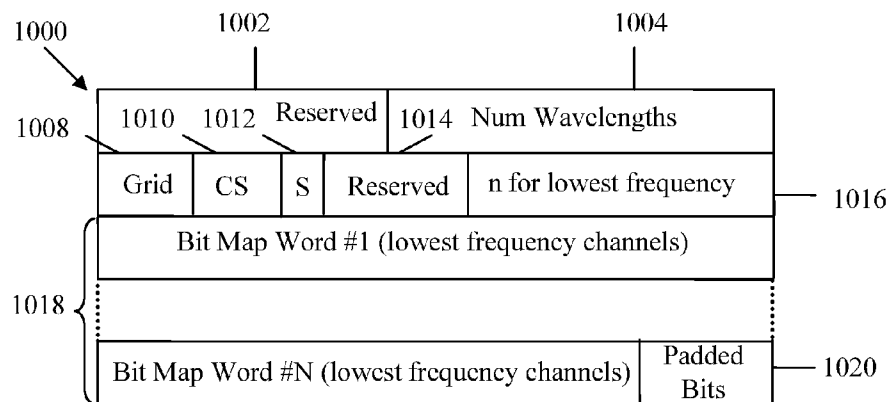 1002
1004
1000
Reserved
Num Wavelengths
1008
1010
1012
1014
Grid
CS
S
Reserved
n for lowest frequency
1016
Bit Map Word #1 (lowest frequency channels)
1018
Bit Map Word #N (lowest frequency channels)
Padded
Bits
1020